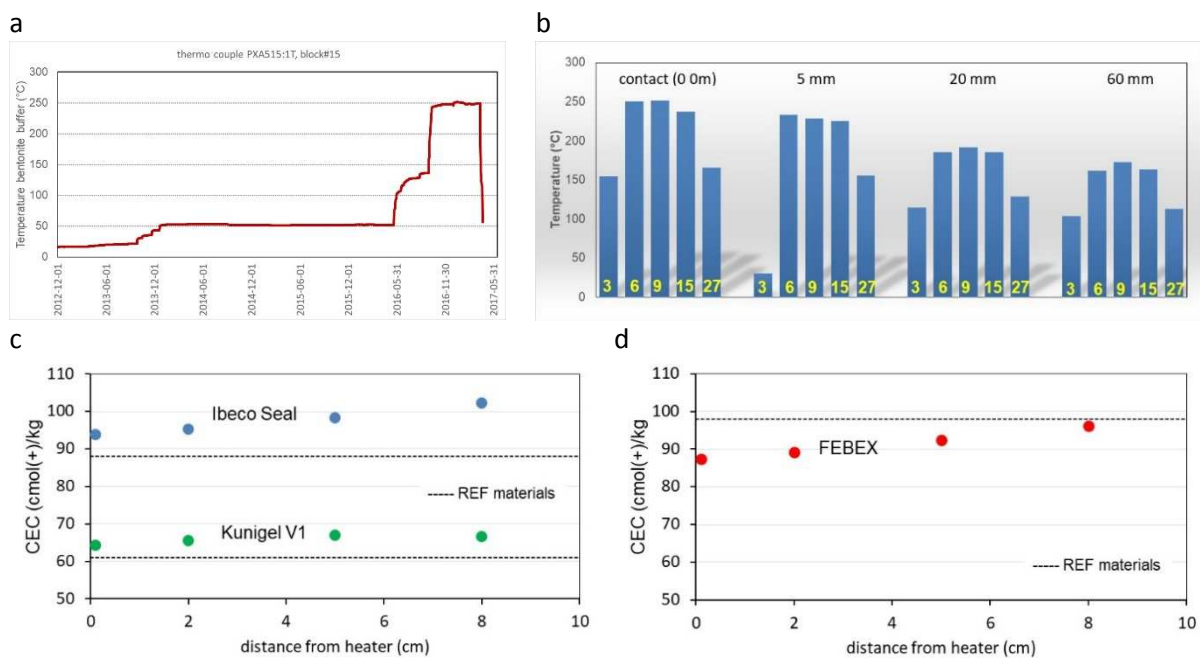 a
thermo couple PXA515:1T, block#15
Temperature bentonite buffer (°C)
300
250
200
150
100
50
0
2012-12-01
2013-06-01
2013-12-01
2014-06-01
2014-12-01
2015-06-01
2015-12-01
2016-05-31
2016-11-30
2017-05-31
b
contact (0 0m)
5 mm
20 mm
60 mm
Temperature (°C)
300
250
200
150
100
50
0
3 6 9 15 27
3 6 9 15 27
3 6 9 15 27
3 6 9 15 27
c
CEC (cmol(+)/kg
110
100
90
80
70
60
50
Ibeco Seal
REF materials
Kunigel V1
0 2 4 6 8 10
distance from heater (cm)
d
CEC (cmol(+)/kg
110
100
90
80
70
60
50
FEBEX
REF materials
0 2 4 6 8 10
distance from heater (cm)